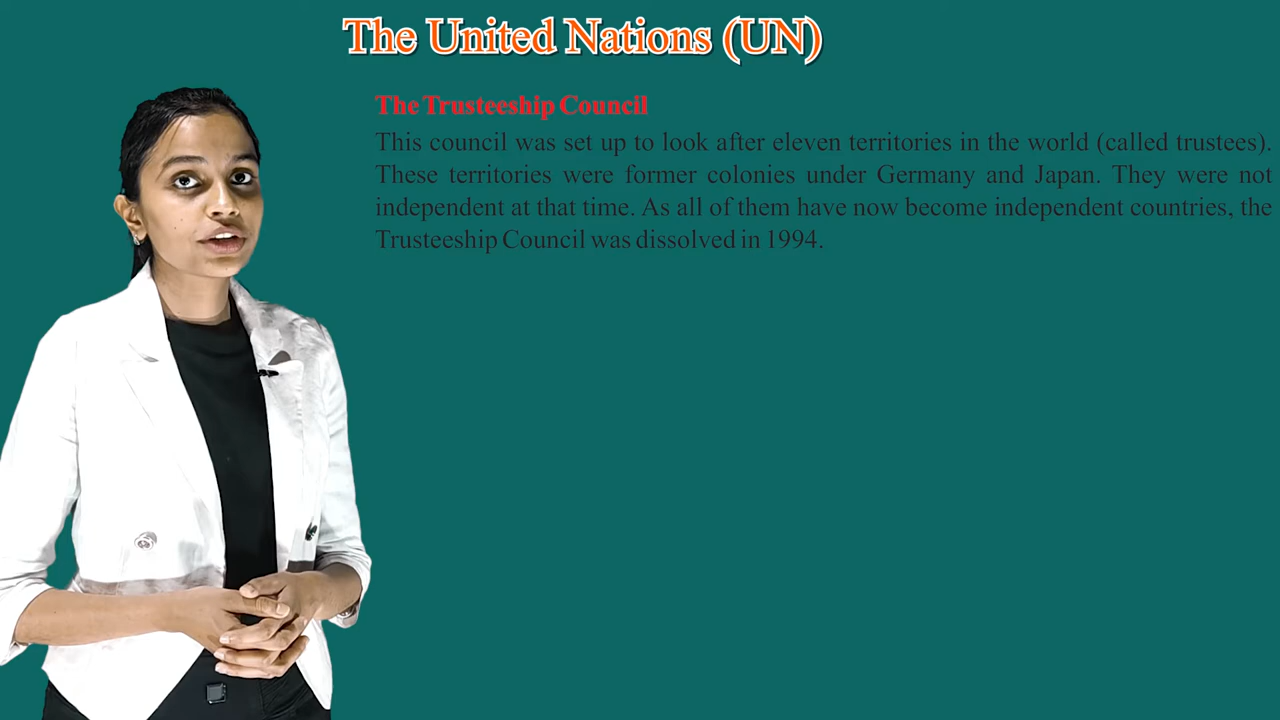 The United Nations (UN)
The Trusteeship Council
This council was set up to look after eleven territories in the world (called trustees).
These territories were former colonies under Germany and Japan. They were not
independent at that time. As all of them have now become independent countries, the
Trusteeship Council was dissolved in 1994.